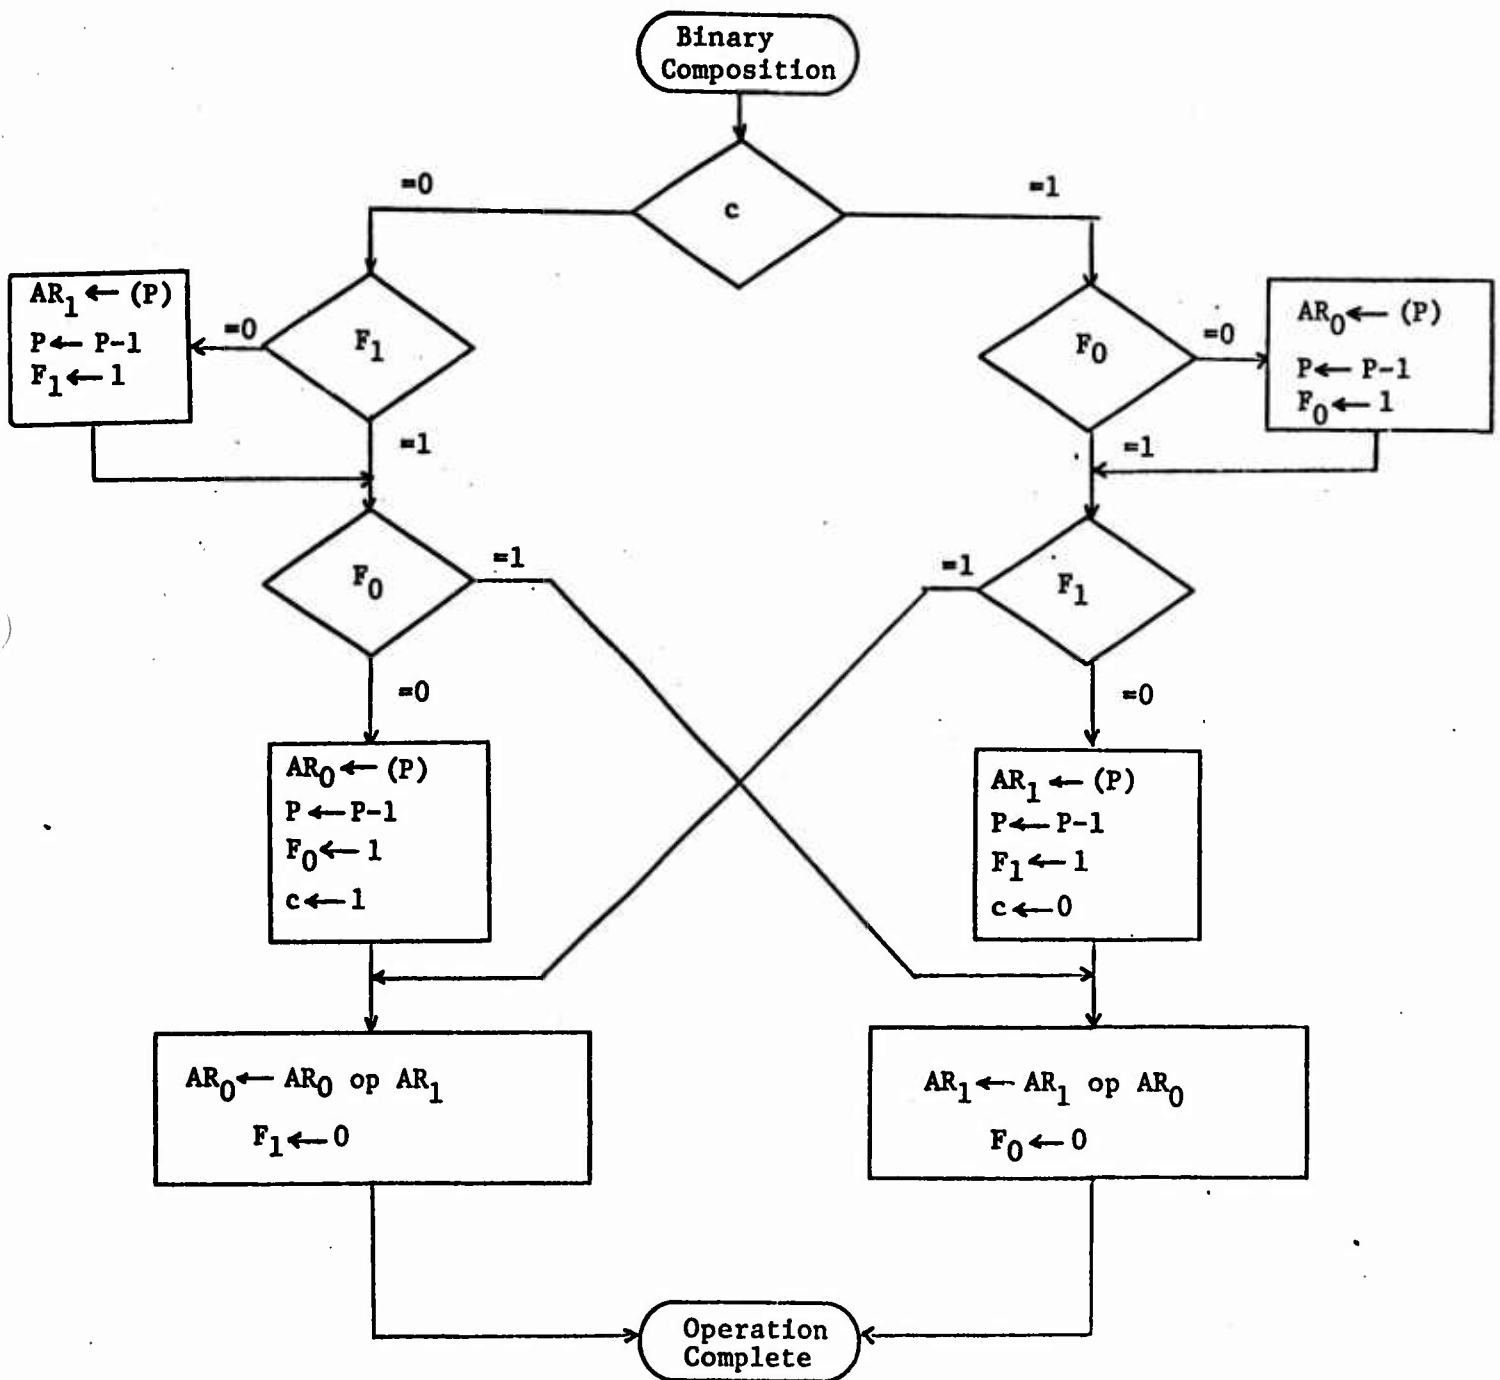 Binary
Composition
c
=0
=1
F1
=0
AR1 ← (P)
P ← P-1
F1 ← 1
=1
F0
=0
AR0 ← (P)
P ← P-1
F0 ← 1
=1
F0
=1
=0
F1
=1
=0
AR0 ← (P)
P ← P-1
F0 ← 1
c ← 1
AR1 ← (P)
P ← P-1
F1 ← 1
c ← 0
AR0 ← AR0 op AR1
F1 ← 0
AR1 ← AR1 op AR0
F0 ← 0
Operation
Complete